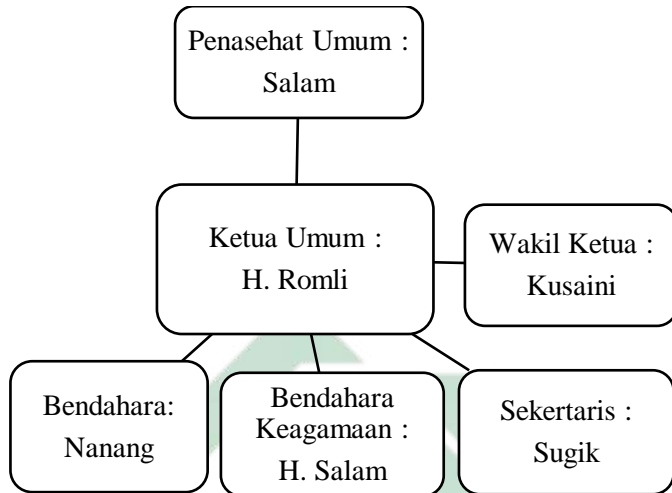 Penasehat Umum :
Salam
Ketua Umum :
H. Romli
Wakil Ketua :
Kusaini
Bendahara:
Nanang
Bendahara
Keagamaan :
H. Salam
Sekertaris :
Sugik